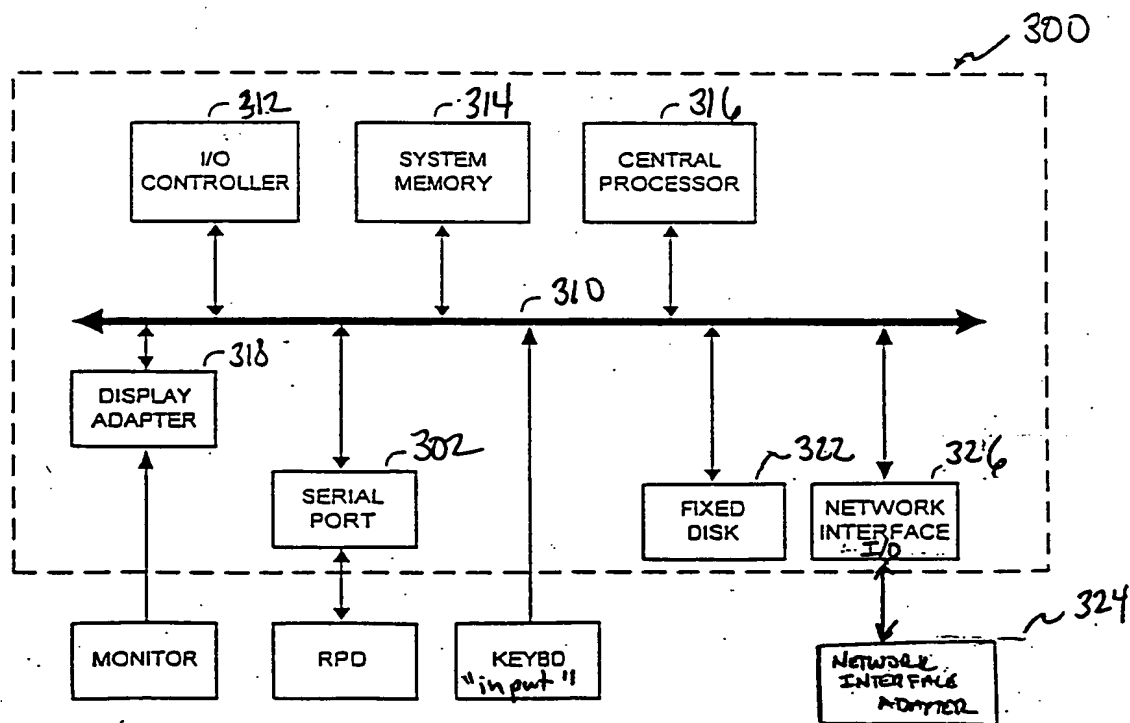 300
312
314
316
I/O
CONTROLLER
SYSTEM
MEMORY
CENTRAL
PROCESSOR
310
318
DISPLAY
ADAPTER
302
322
326
SERIAL
PORT
FIXED
DISK
NETWORK
INTERFACE
I/O
324
MONITOR
RPD
KEYBD
"input"
NETWORK
INTERFACE
ADAPTER